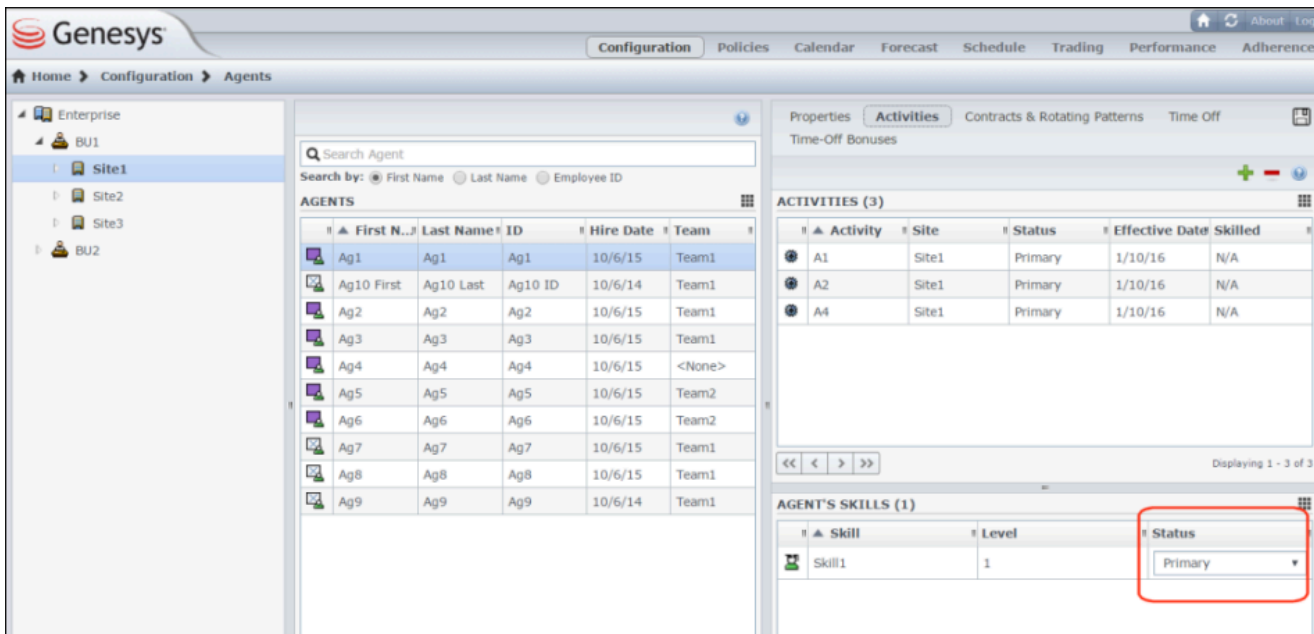 Genesys
About Log
Configuration Policies Calendar Forecast Schedule Trading Performance Adherence
Home Configuration Agents
Enterprise
BU1
Site1
Site2
Site3
BU2
Search Agent
Search by: First Name Last Name Employee ID
AGENTS
First N... Last Name ID Hire Date Team
Ag1 Ag1 Ag1 10/6/15 Team1
Ag10 First Ag10 Last Ag10 ID 10/6/14 Team1
Ag2 Ag2 Ag2 10/6/15 Team1
Ag3 Ag3 Ag3 10/6/15 Team1
Ag4 Ag4 Ag4 10/6/15 <None>
Ag5 Ag5 Ag5 10/6/15 Team2
Ag6 Ag6 Ag6 10/6/15 Team2
Ag7 Ag7 Ag7 10/6/15 Team1
Ag8 Ag8 Ag8 10/6/15 Team1
Ag9 Ag9 Ag9 10/6/14 Team1
Properties Activities Contracts & Rotating Patterns Time Off
Time-Off Bonuses
ACTIVITIES (3)
Activity Site Status Effective Date Skilled
A1 Site1 Primary 1/10/16 N/A
A2 Site1 Primary 1/10/16 N/A
A4 Site1 Primary 1/10/16 N/A
<< < > >> Displaying 1 - 3 of 3
AGENT'S SKILLS (1)
Skill Level Status
Skill1 1 Primary